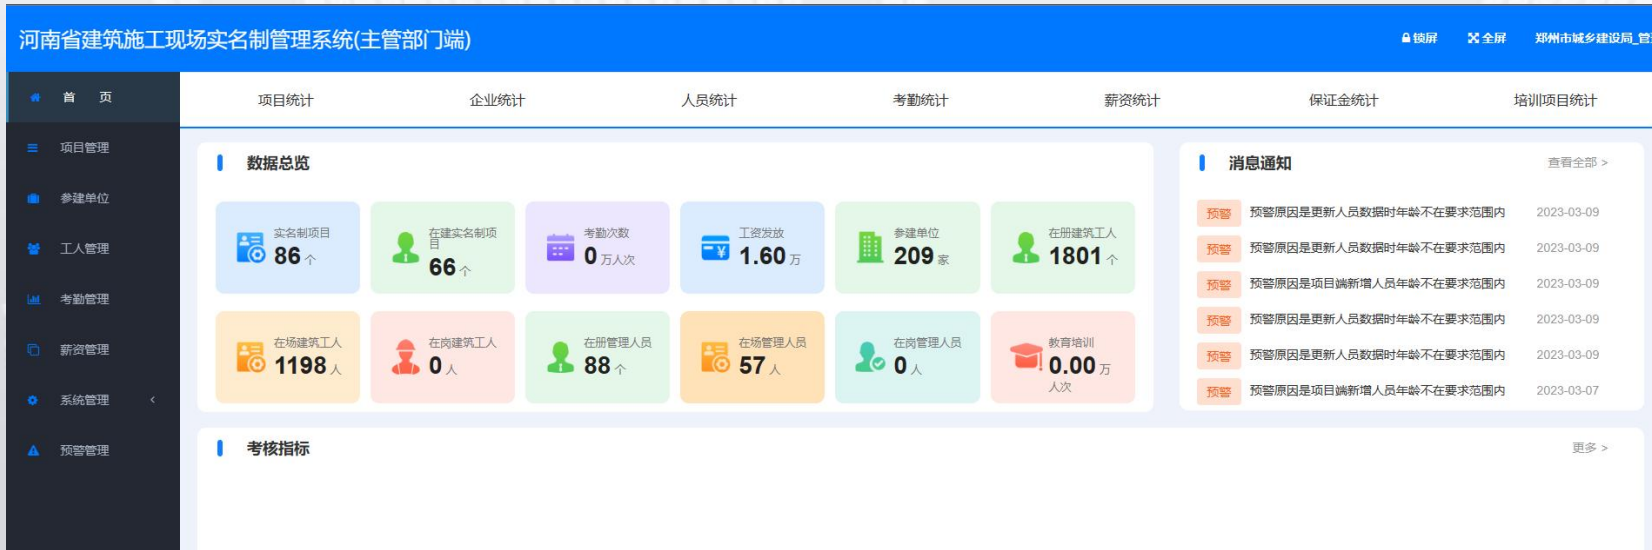 河南省建筑施工现场实名制管理系统(主管部门端)
锁屏 全屏 郑州市城乡建设局_管
首 页
项目管理
参建单位
工人管理
考勤管理
薪资管理
系统管理 <
预警管理
项目统计 企业统计 人员统计 考勤统计 薪资统计 保证金统计 培训项目统计
数据总览
实名制项目
86 个
在建实名制项
目
66 个
考勤次数
0 万人次
工资发放
1.60 万
参建单位
209 家
在册建筑工人
1801 个
在场建筑工人
1198 人
在岗建筑工人
0 人
在册管理人员
88 个
在场管理人员
57 人
在岗管理人员
0 人
教育培训
0.00 万
人次
消息通知 查看全部 >
预警 预警原因是更新人员数据时年龄不在要求范围内 2023-03-09
预警 预警原因是更新人员数据时年龄不在要求范围内 2023-03-09
预警 预警原因是项目端新增人员年龄不在要求范围内 2023-03-09
预警 预警原因是更新人员数据时年龄不在要求范围内 2023-03-09
预警 预警原因是更新人员数据时年龄不在要求范围内 2023-03-09
预警 预警原因是项目端新增人员年龄不在要求范围内 2023-03-07
考核指标 更多 >